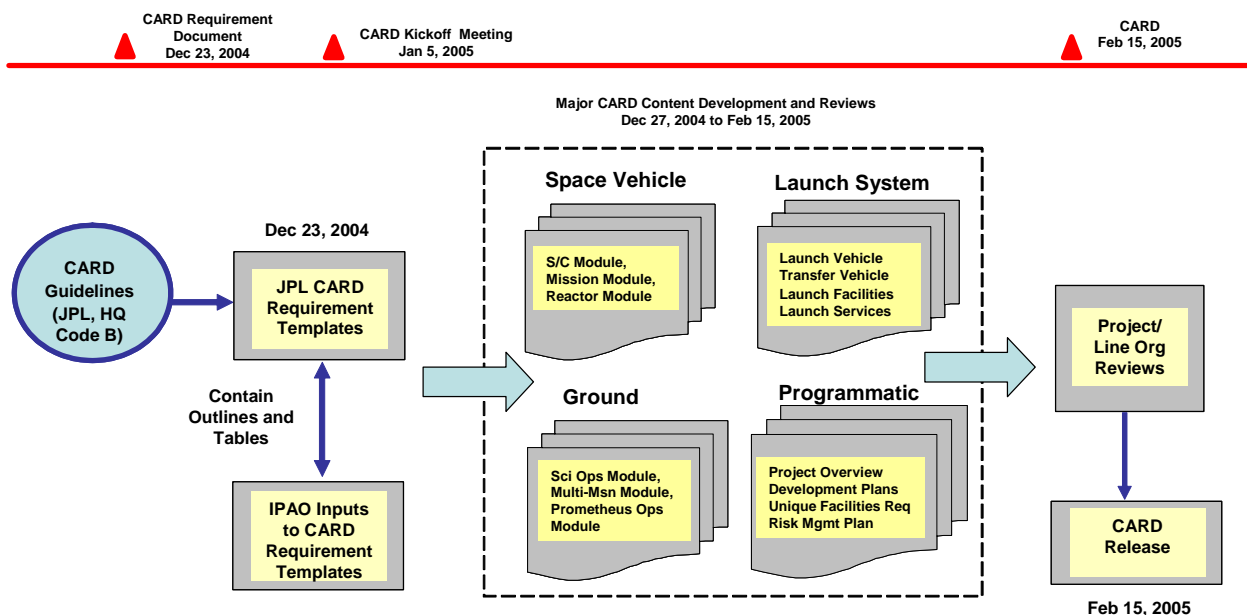 CARD Requirement
Document
Dec 23, 2004
CARD Kickoff  Meeting
Jan 5, 2005
CARD
Feb 15, 2005
Major CARD Content Development and Reviews
Dec 27, 2004 to Feb 15, 2005
CARD
Guidelines
(JPL, HQ
Code B)
Dec 23, 2004
JPL CARD
Requirement
Templates
Contain
Outlines and
Tables
IPAO Inputs
to CARD
Requirement
Templates
Space Vehicle
S/C Module,
Mission Module,
Reactor Module
Launch System
Launch Vehicle
Transfer Vehicle
Launch Facilities
Launch Services
Ground
Sci Ops Module,
Multi-Msn Module,
Prometheus Ops
Module
Programmatic
Project Overview
Development Plans
Unique Facilities Req
Risk Mgmt Plan
Project/
Line Org
Reviews
CARD
Release
Feb 15, 2005